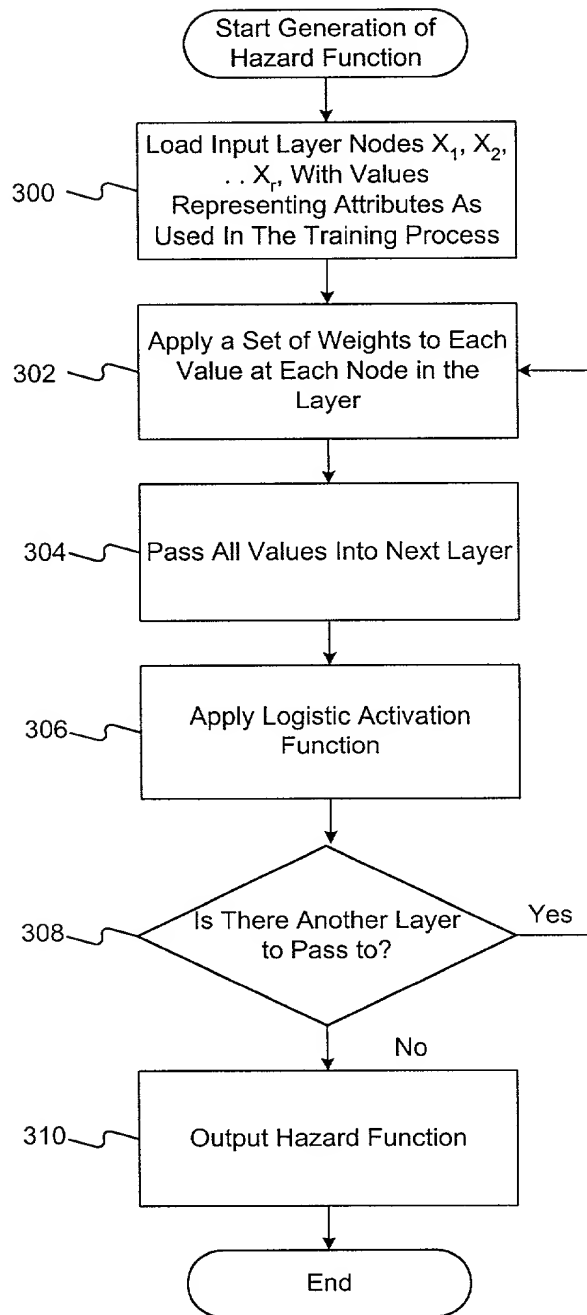 Start Generation of
Hazard Function
Load Input Layer Nodes X1, X2,
. . Xr, With Values
Representing Attributes As
Used In The Training Process
300
Apply a Set of Weights to Each
Value at Each Node in the
Layer
302
304
Pass All Values Into Next Layer
306
Apply Logistic Activation
Function
308
Is There Another Layer
to Pass to?
Yes
No
310
Output Hazard Function
End